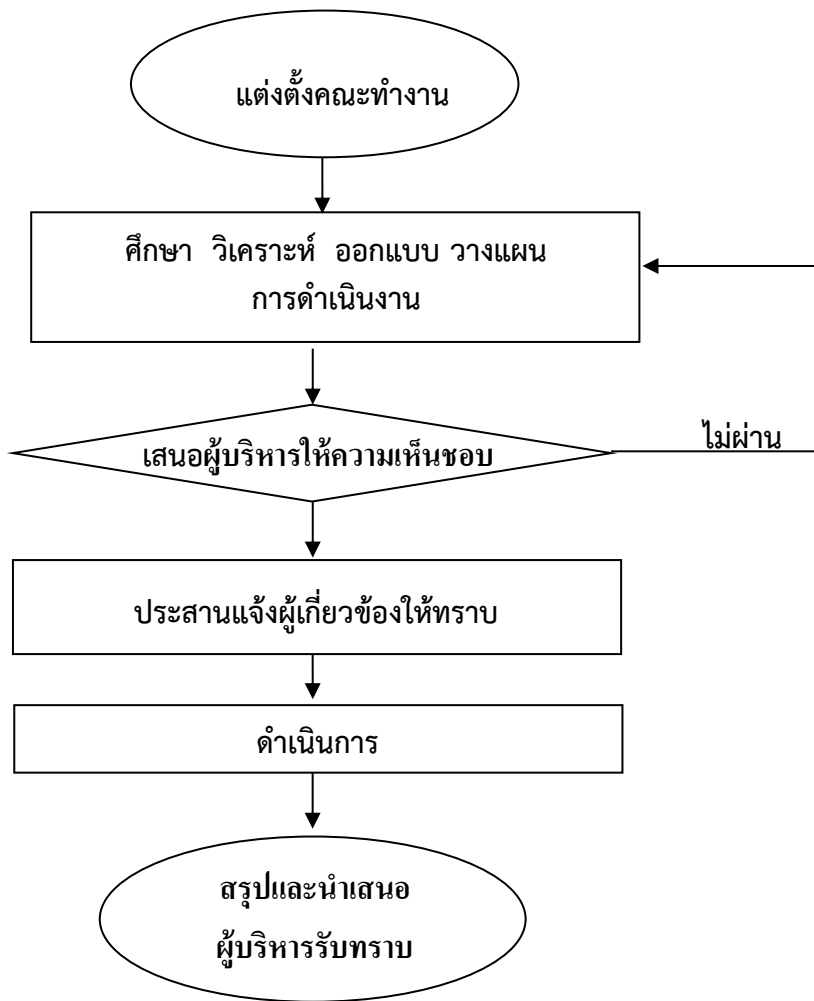 แต่งตั้งคณะทำงาน
ศึกษา วิเคราะห์ ออกแบบ วางแผน
การดำเนินงาน
เสนอผู้บริหารให้ความเห็นชอบ
ไม่ผ่าน
ประสานแจ้งผู้เกี่ยวข้องให้ทราบ
ดำเนินการ
สรุปและนำเสนอ
ผู้บริหารรับทราบ